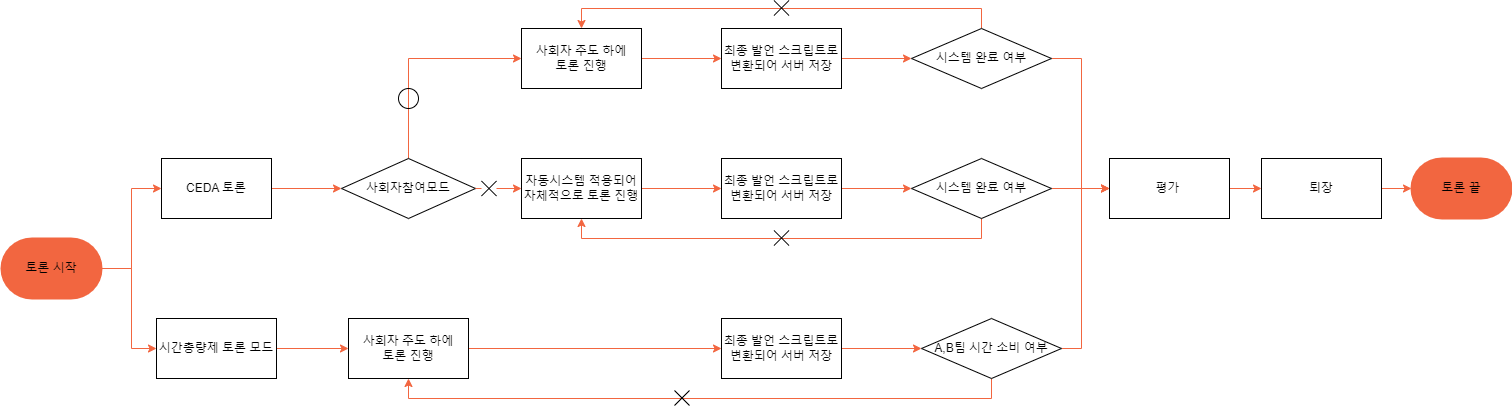 사회자 주도 하에
토론 진행
최종 발언 스크립트로
변환되어 서버 저장
시스템 완료 여부
CEDA 토론
사회자참여모드
자동시스템 적용되어
자체적으로 토론 진행
최종 발언 스크립트로
변환되어 서버 저장
시스템 완료 여부
평가
퇴장
토론 끝
토론 시작
시간총량제 토론 모드
사회자 주도 하에
토론 진행
최종 발언 스크립트로
변환되어 서버 저장
A,B팀 시간 소비 여부